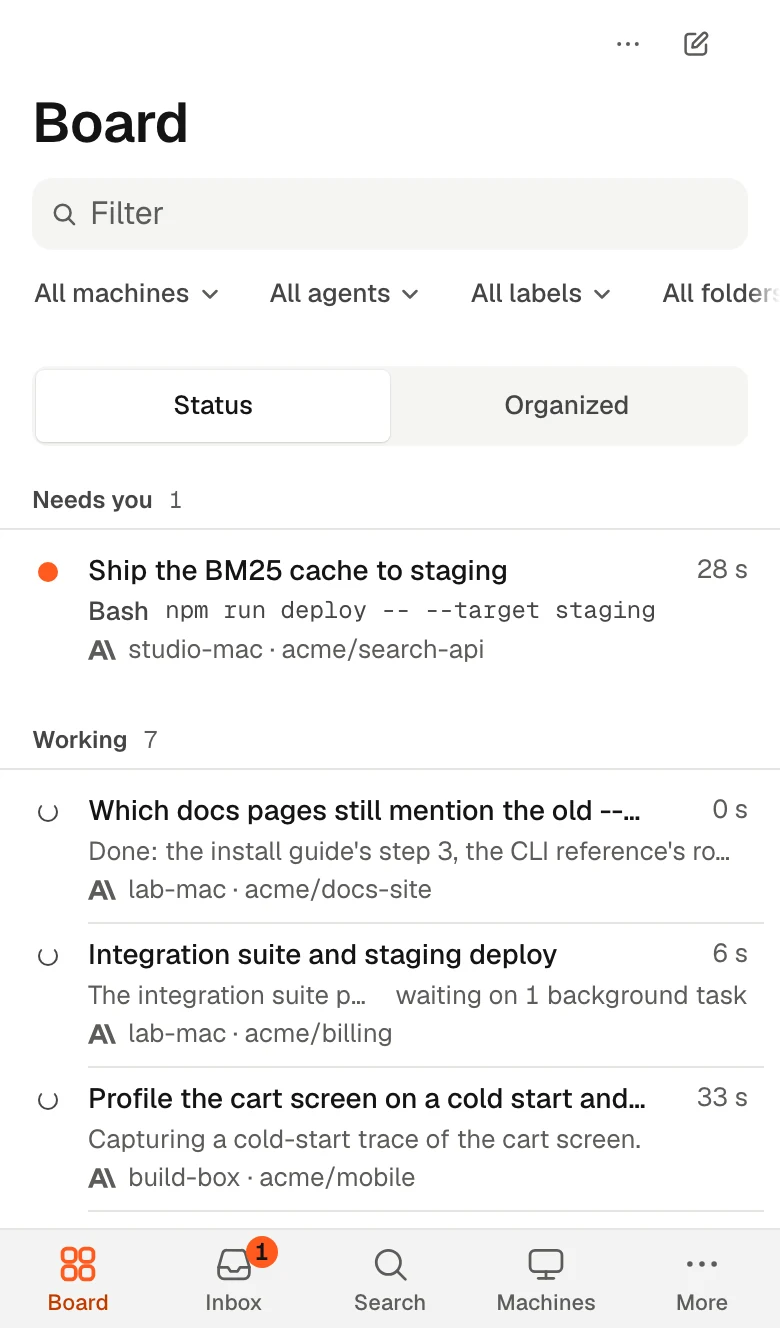 Board
Filter
All machines All agents All labels All folders
Status Organized
Needs you 1
Ship the BM25 cache to staging 28 s
Bash npm run deploy -- --target staging
studio-mac · acme/search-api
Working 7
Which docs pages still mention the old --… 0 s
Done: the install guide's step 3, the CLI reference's ro…
lab-mac · acme/docs-site
Integration suite and staging deploy 6 s
The integration suite p… waiting on 1 background task
lab-mac · acme/billing
Profile the cart screen on a cold start and… 33 s
Capturing a cold-start trace of the cart screen.
build-box · acme/mobile
1
Board Inbox Search Machines More